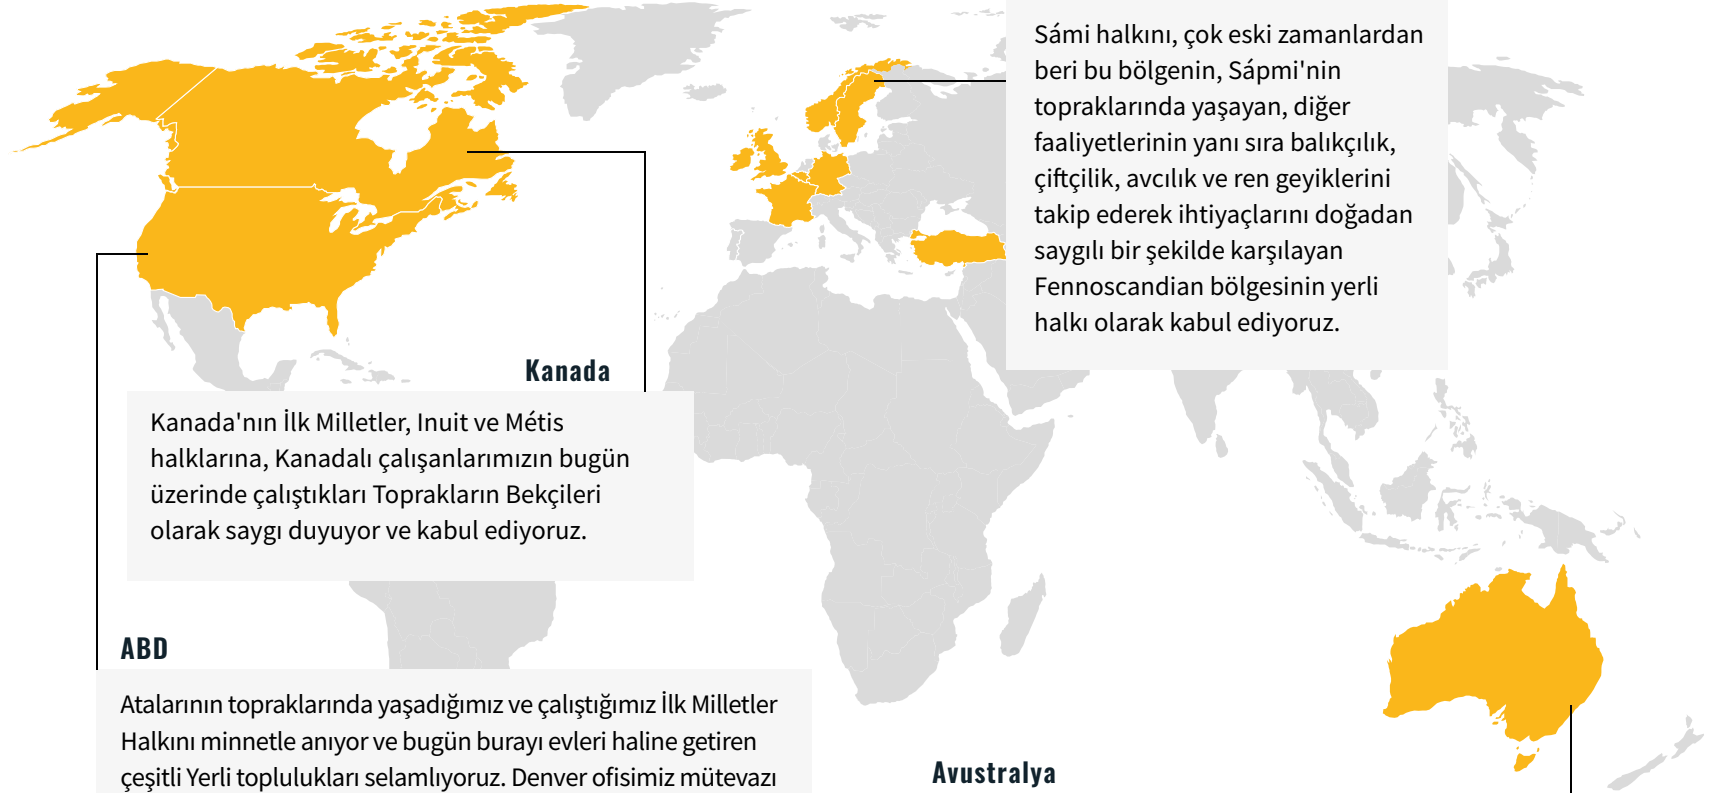 Sámi halkını, çok eski zamanlardan
beri bu bölgenin, Sápmi'nin
topraklarında yaşayan, diğer
faaliyetlerinin yanı sıra balıkçılık,
çiftçilik, avcılık ve ren geyiklerini
takip ederek ihtiyaçlarını doğadan
saygılı bir şekilde karşılayan
Fennoscandian bölgesinin yerli
halkı olarak kabul ediyoruz.
Kanada
Kanada'nın İlk Milletler, Inuit ve Métis
halklarına, Kanadalı çalışanlarımızın bugün
üzerinde çalıştıkları Toprakların Bekçileri
olarak saygı duyuyor ve kabul ediyoruz.
ABD
Atalarının topraklarında yaşadığımız ve çalıştığımız İlk Milletler
Halkını minnetle anıyor ve bugün burayı evleri haline getiren
çeşitli Yerli toplulukları selamlıyoruz. Denver ofisimiz mütevazı
Avustralya